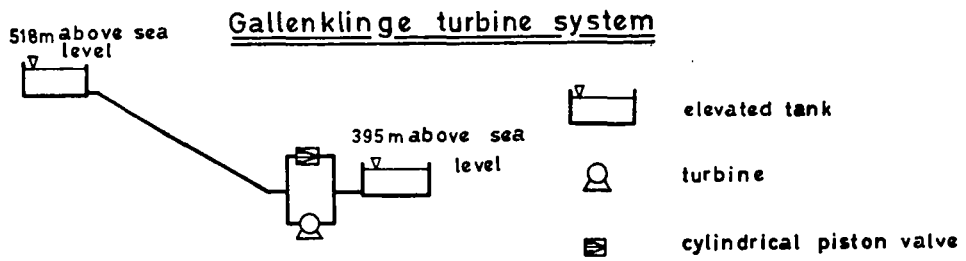 Gallenklinge turbine system
518m above sea
level
395m above sea
level
elevated tank
turbine
cylindrical piston valve